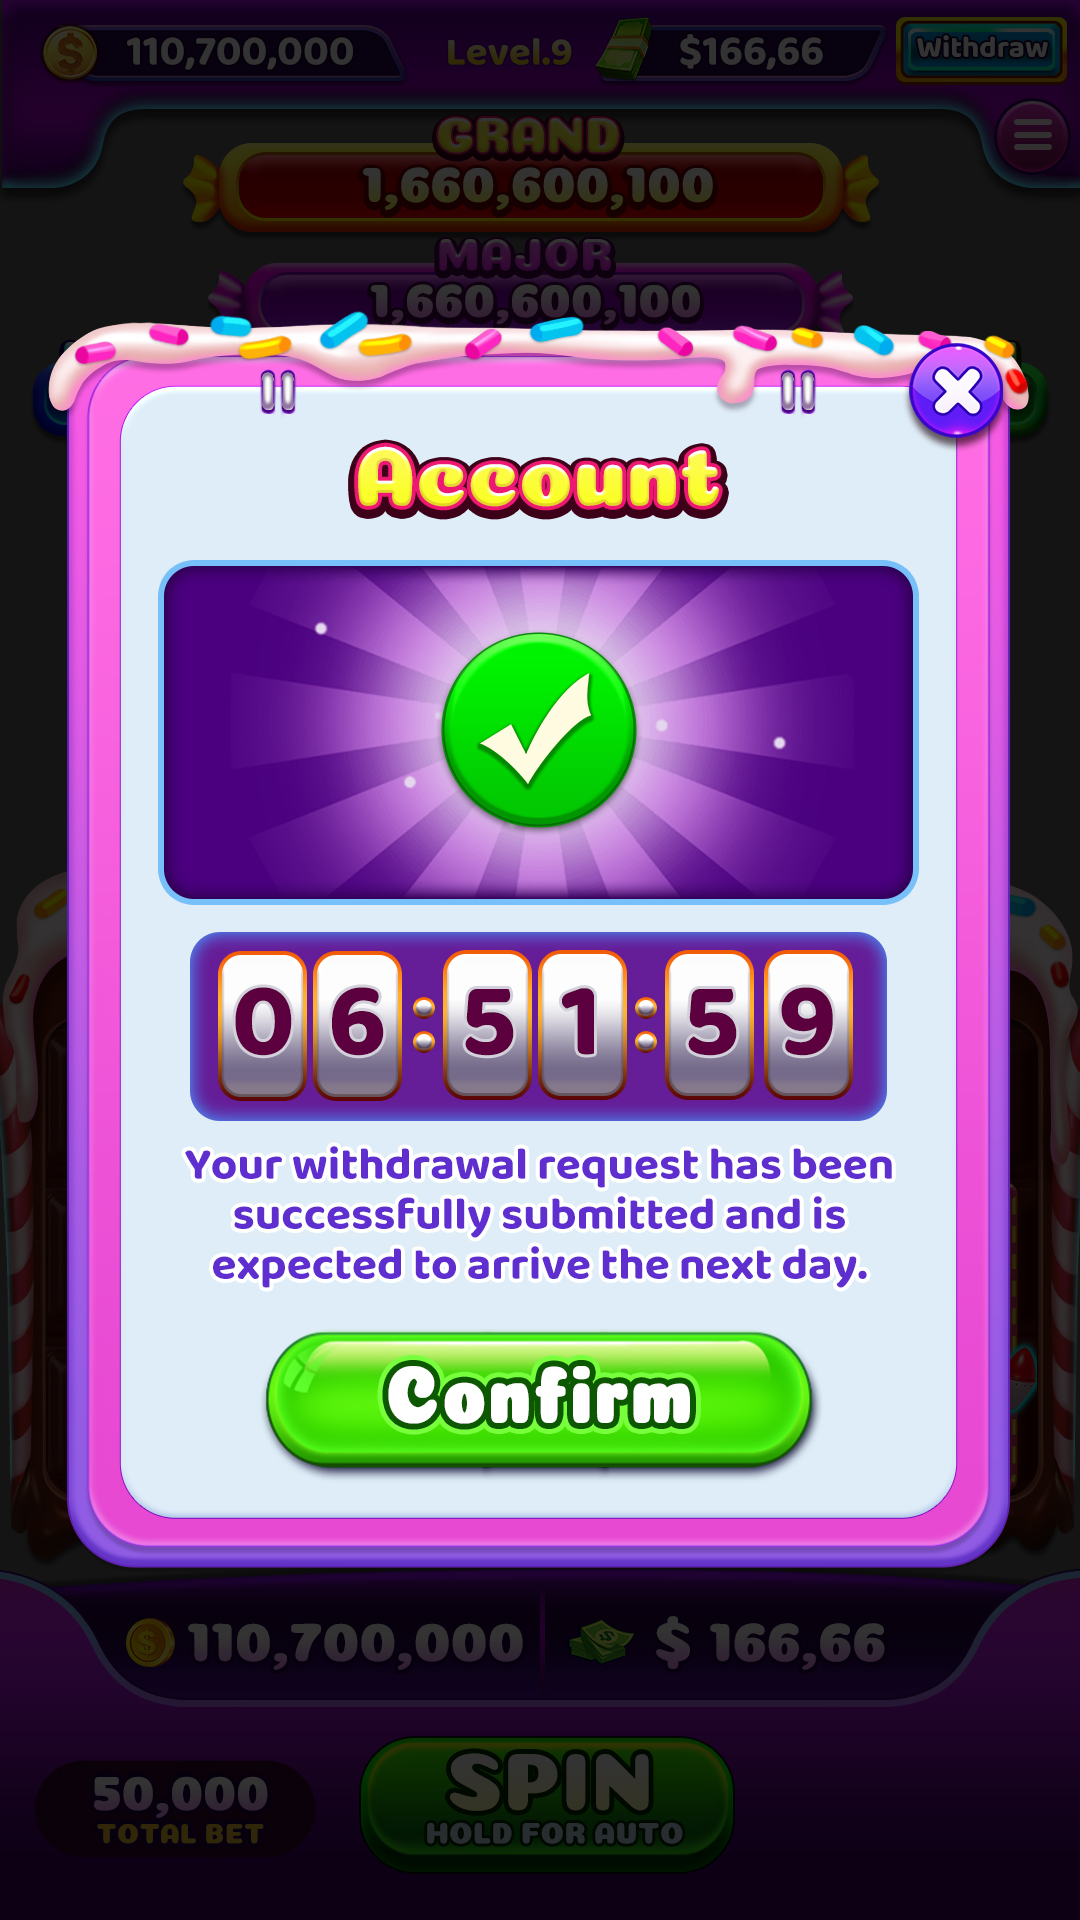 110,700,000 Level.9 $166,66 Withdraw
GRAND
1,660,600,100
MAJOR
1,660,600,100
Account
06:51:59
Your withdrawal request has been
successfully submitted and is
expected to arrive the next day.
Confirm
110,700,000 $ 166,66
50,000
TOTAL BET
SPIN
HOLD FOR AUTO